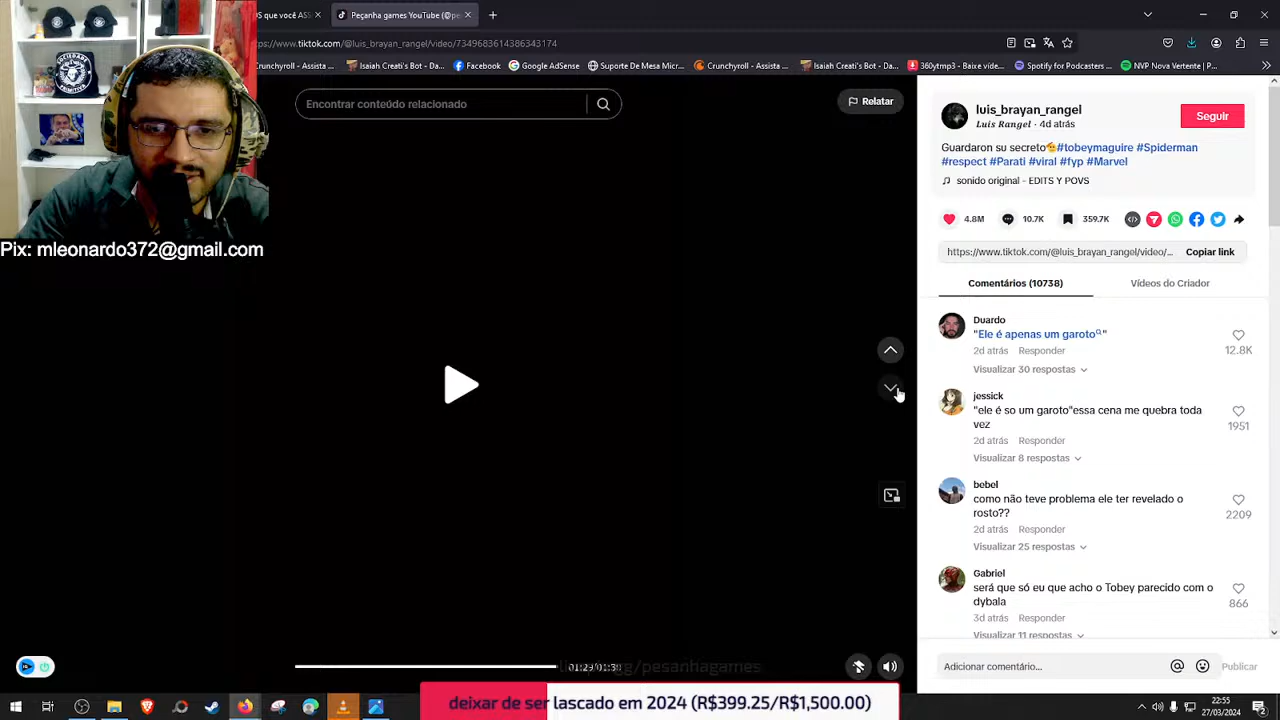 OS que você ASS
Peçanha games YouTube (@pe
ps://www.tiktok.com/@luis_brayan_rangel/video/7349683614386343174
Crunchyroll - Assista ...
Isaiah Creati's Bot - Da...
Facebook
Google AdSense
Suporte De Mesa Micr...
Crunchyroll - Assista ...
Isaiah Creati's Bot - Da...
360ytmp3 - Baixe víde...
Spotify for Podcasters ...
NVP Nova Vertente | P...
Encontrar conteúdo relacionado
Relatar
luis_brayan_rangel
Luis Rangel · 4d atrás
Seguir
Guardaron su secreto #tobeymaguire #Spiderman
#respect #Parati #viral #fyp #Marvel
sonido original - EDITS Y POVS
4.8M
10.7K
359.7K
https://www.tiktok.com/@luis_brayan_rangel/video/...
Copiar link
Comentários (10738)
Vídeos do Criador
Duardo
"Ele é apenas um garoto"
2d atrás Responder
12.8K
Visualizar 30 respostas
jessick
"ele é so um garoto"essa cena me quebra toda
vez
1951
2d atrás Responder
Visualizar 8 respostas
bebel
como não teve problema ele ter revelado o
rosto??
2209
2d atrás Responder
Visualizar 25 respostas
Gabriel
será que só eu que acho o Tobey parecido com o
dybala
866
3d atrás Responder
Visualizar 11 respostas
Adicionar comentário...
Publicar
Pix: mleonardo372@gmail.com
/pesanhagames
deixar de ser lascado em 2024 (R$399.25/R$1,500.00)
22:55
27/03/2024